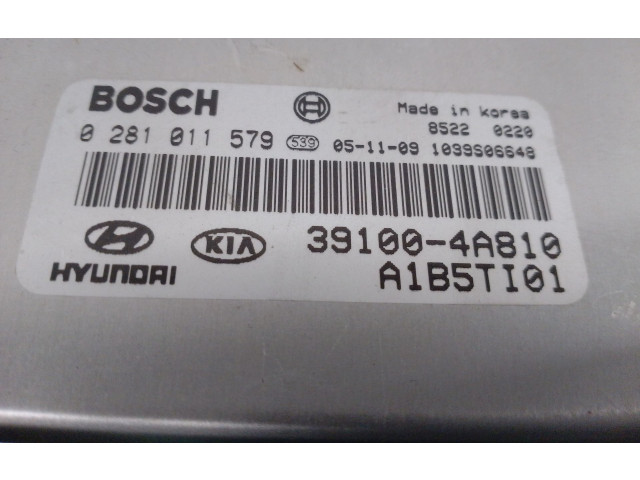 BOSCH
Made in korea
8522 0220
0 281 011 579 539 05-11-09 1039S06648
HYUNDAI KIA 39100-4A810
A1B5TI01